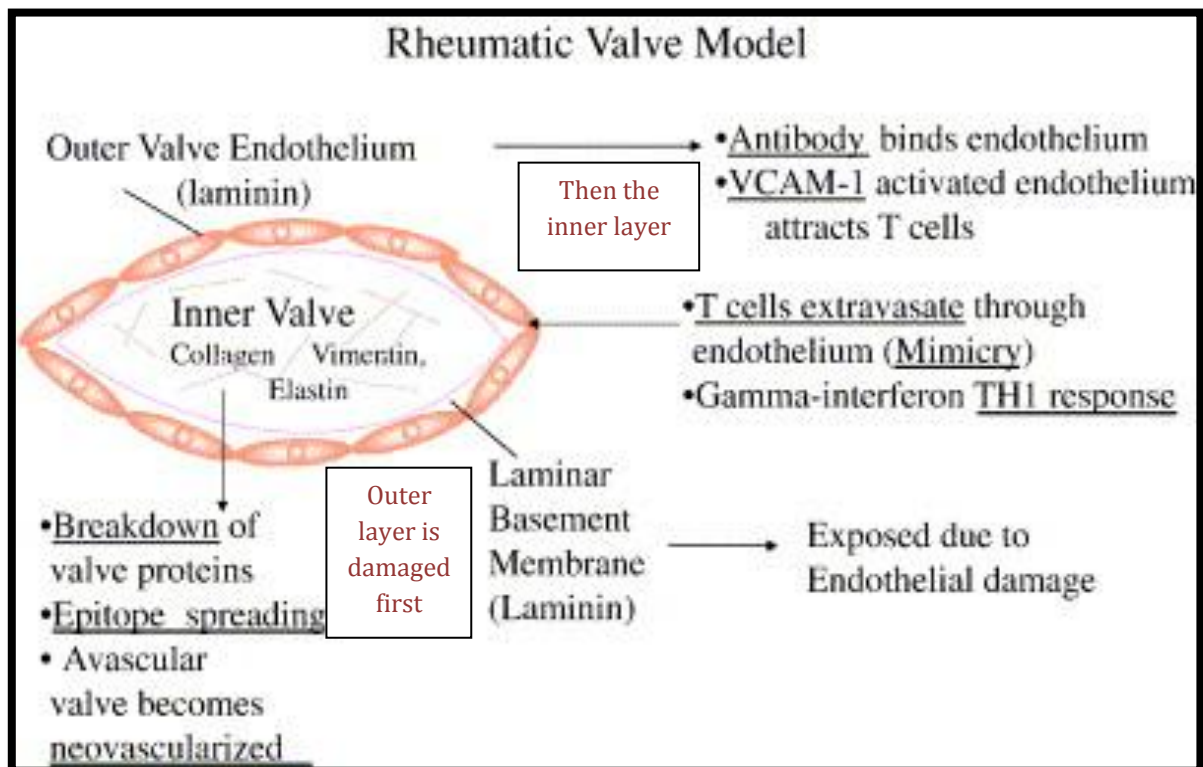 Rheumatic Valve Model
Outer Valve Endothelium
(laminin)
•Antibody binds endothelium
•VCAM-1 activated endothelium
attracts T cells
Then the
inner layer
•T cells extravasate through
endothelium (Mimicry)
•Gamma-interferon TH1 response
Inner Valve
Collagen Vimentin,
Elastin
Laminar
Basement
Membrane
(Laminin)
Exposed due to
Endothelial damage
Outer
layer is
damaged
first
•Breakdown of
valve proteins
•Epitope spreading
• Avascular
valve becomes
neovascularized